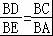 BD/BE = BC/BA